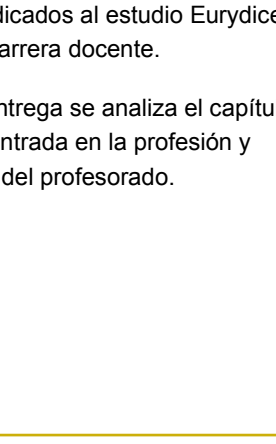 dicados al estudio Eurydice
arrera docente.
ntrega se analiza el capítu
ntrada en la profesión y
del profesorado.